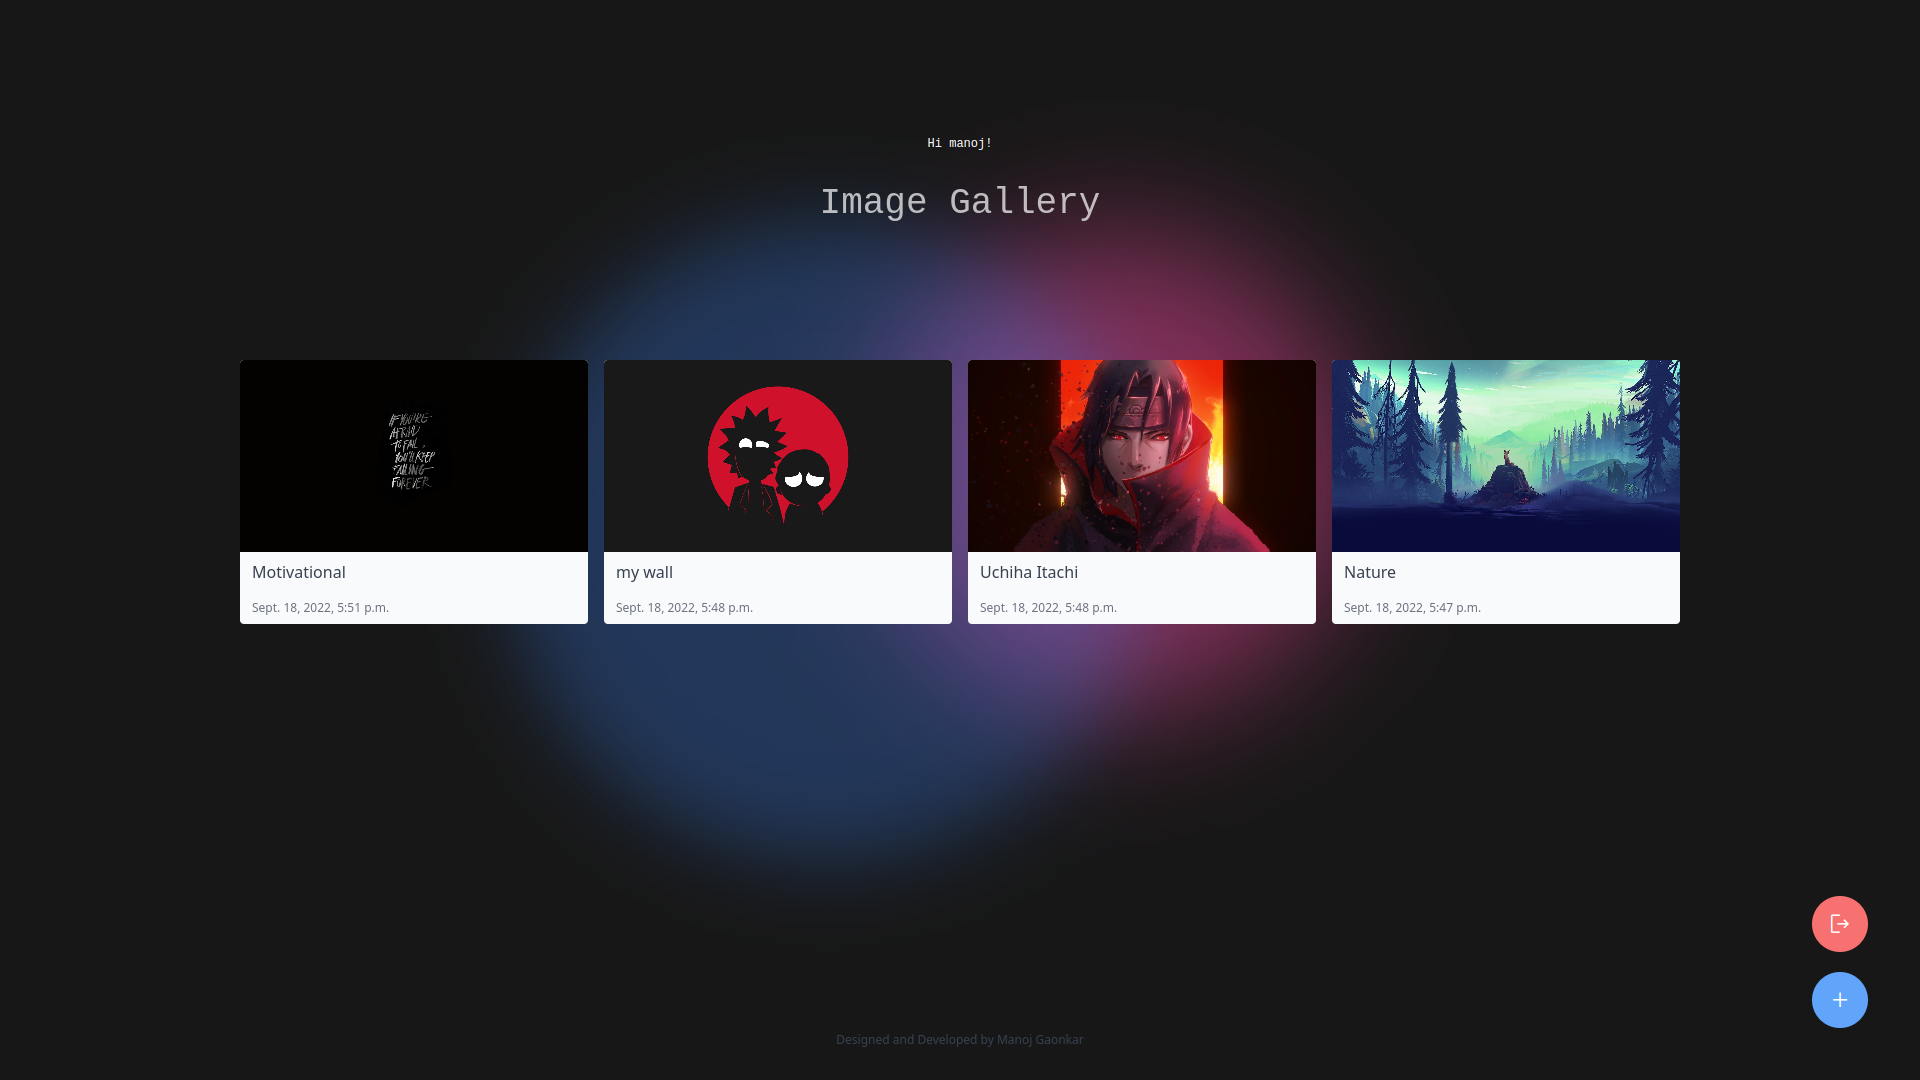 Hi manoj!
Image Gallery
IF YOU'RE
AFRAID
TO FAIL,
YOU'LL KEEP
FAILING
FOREVER
Motivational
Sept. 18, 2022, 5:51 p.m.
my wall
Sept. 18, 2022, 5:48 p.m.
Uchiha Itachi
Sept. 18, 2022, 5:48 p.m.
Nature
Sept. 18, 2022, 5:47 p.m.
Designed and Developed by Manoj Gaonkar